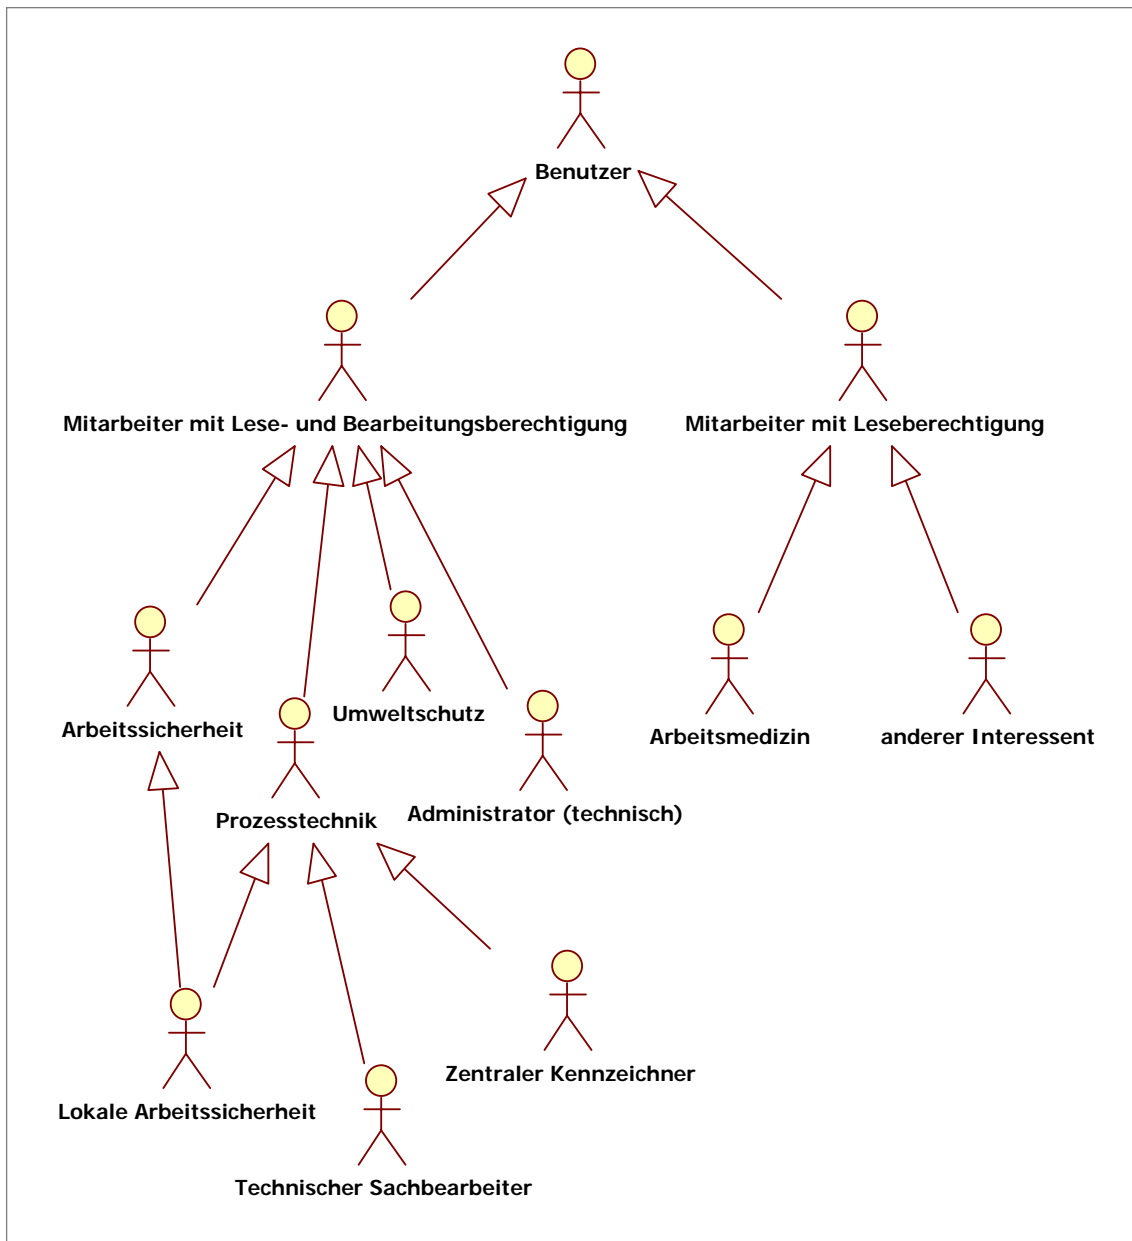 Benutzer
Mitarbeiter mit Lese- und Bearbeitungsberechtigung
Mitarbeiter mit Leseberechtigung
Arbeitssicherheit
Umweltschutz
Arbeitsmedizin
anderer Interessent
Prozesstechnik
Administrator (technisch)
Zentraler Kennzeichner
Lokale Arbeitssicherheit
Technischer Sachbearbeiter